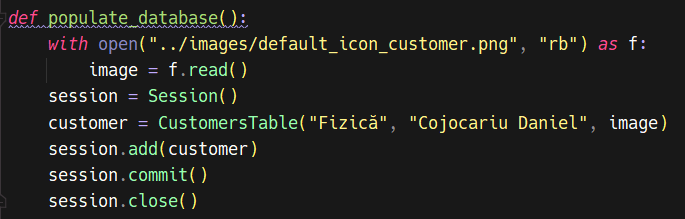 def populate_database():
    with open("../images/default_icon_customer.png", "rb") as f:
        image = f.read()
    session = Session()
    customer = CustomersTable("Fizică", "Cojocariu Daniel", image)
    session.add(customer)
    session.commit()
    session.close()